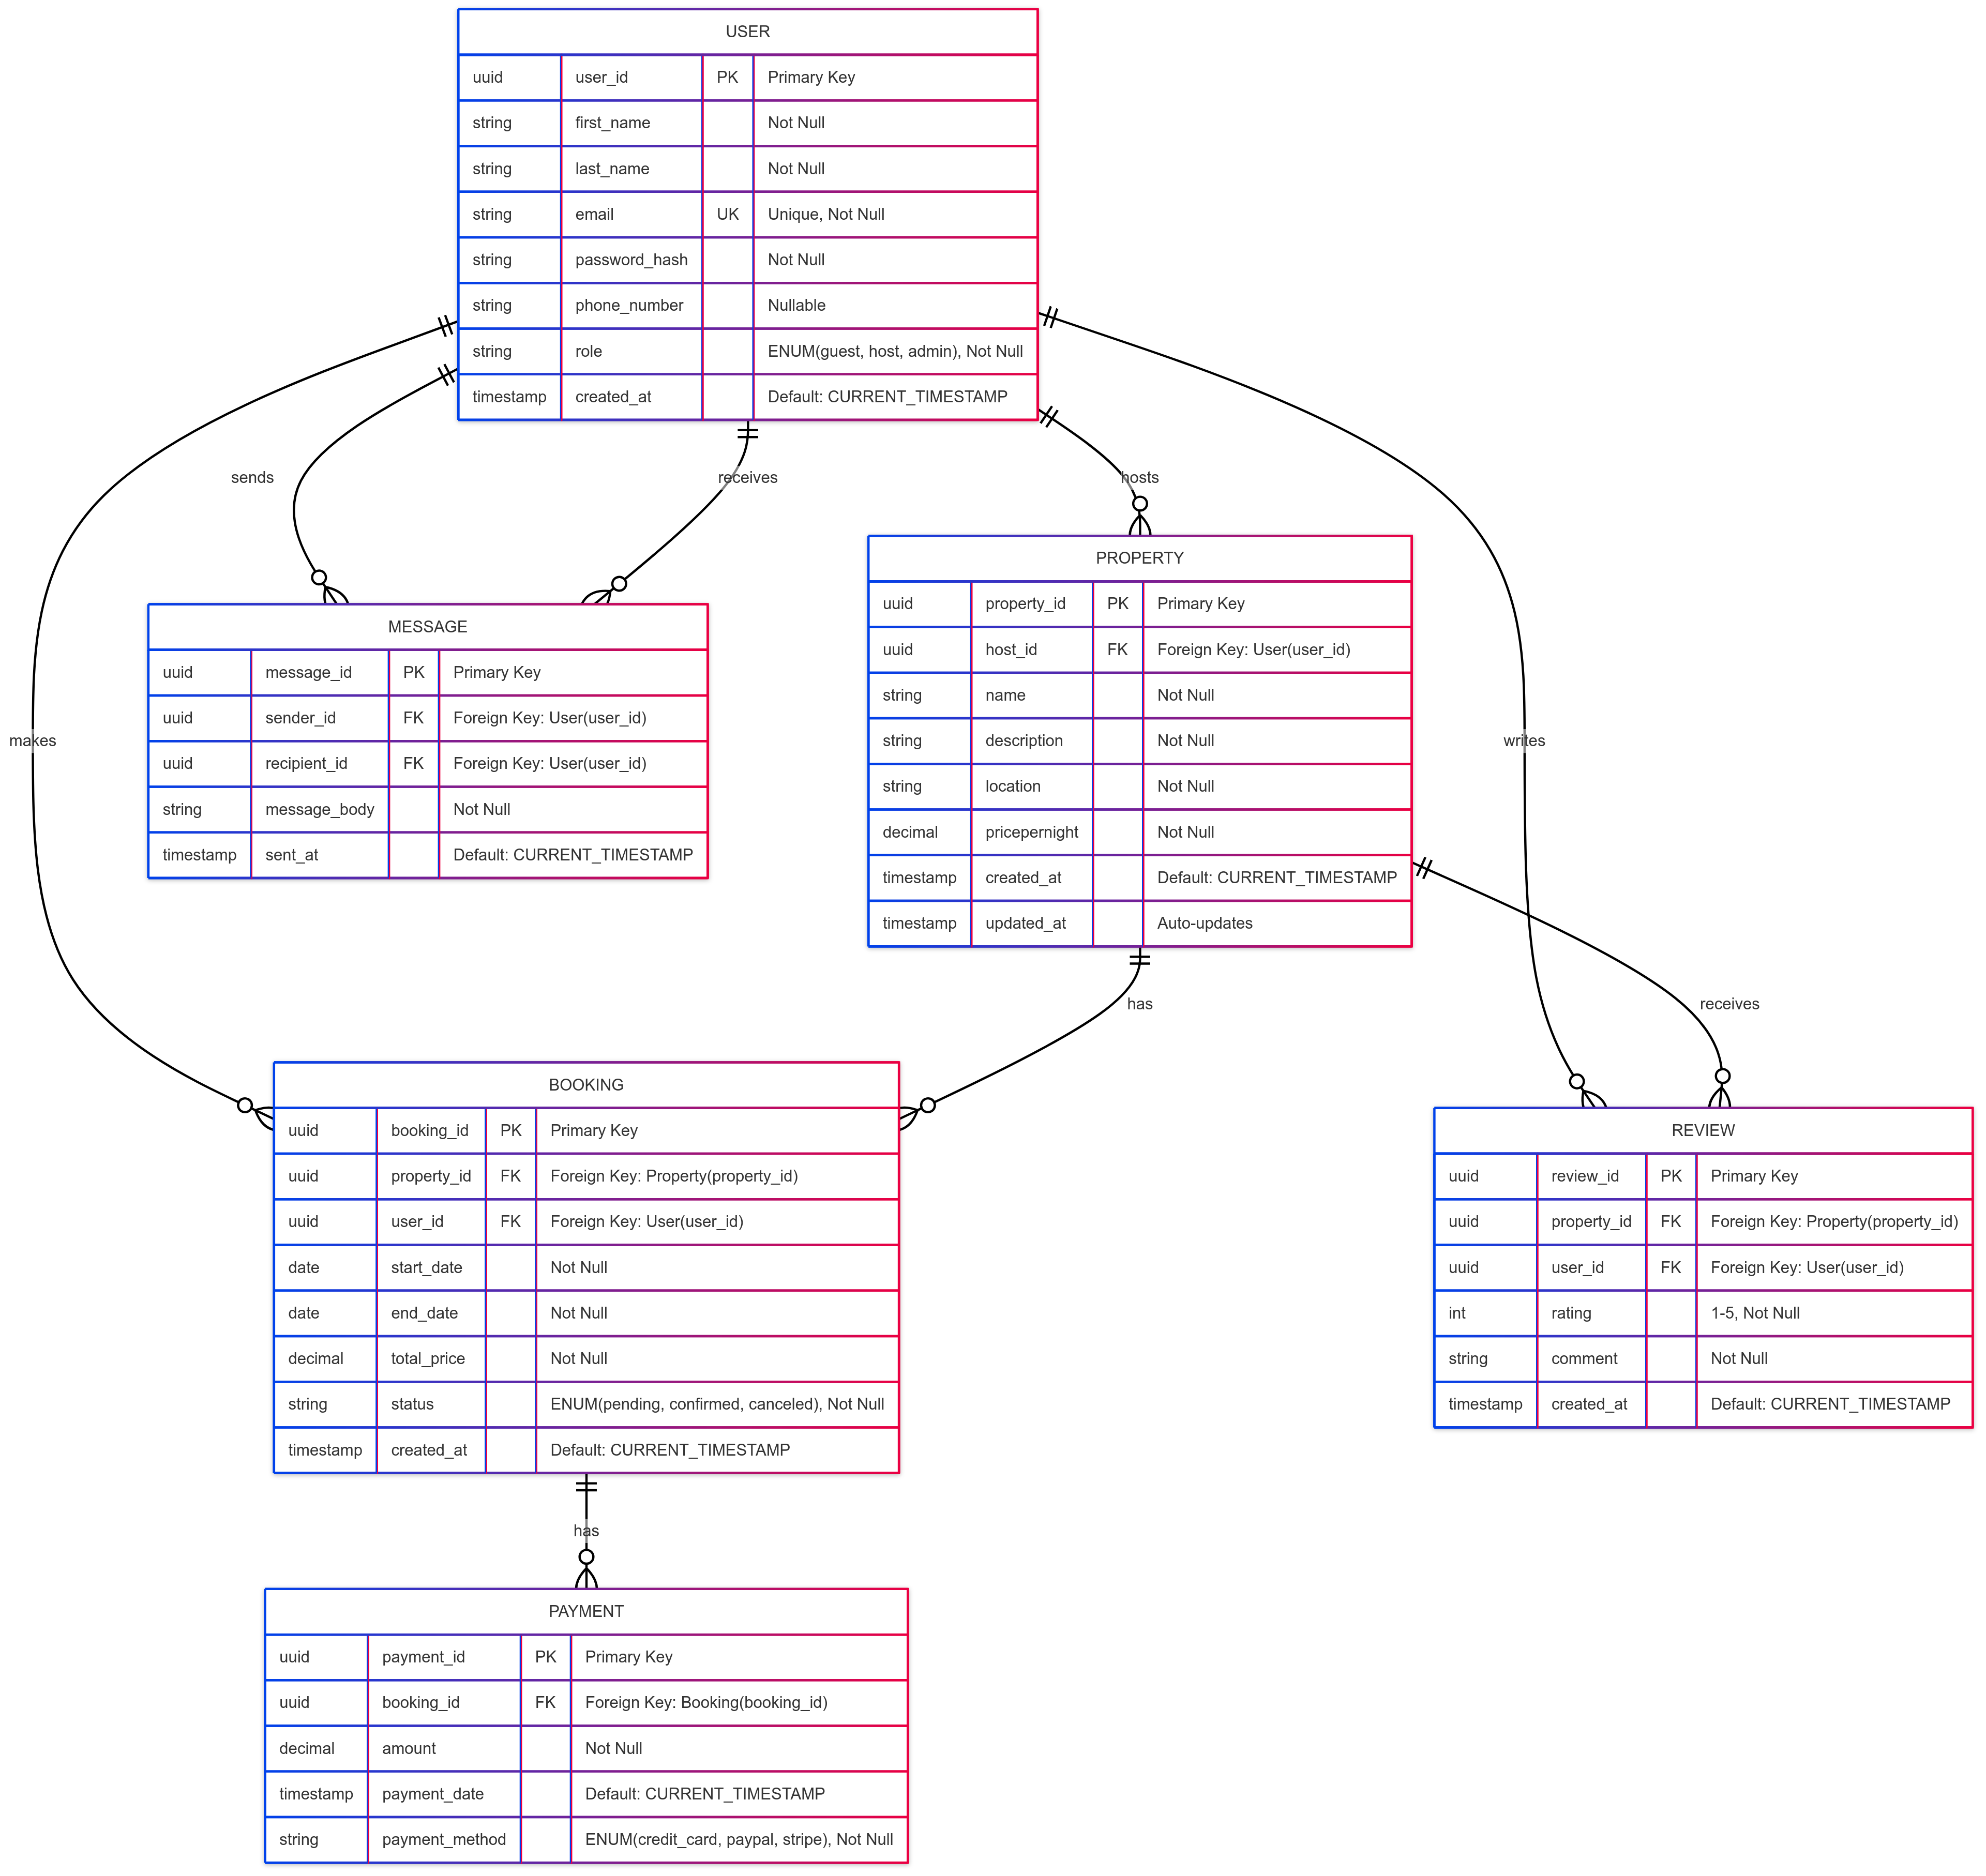 USER
uuid user_id PK Primary Key
string first_name Not Null
string last_name Not Null
string email UK Unique, Not Null
string password_hash Not Null
string phone_number Nullable
string role ENUM(guest, host, admin), Not Null
timestamp created_at Default: CURRENT_TIMESTAMP
sends
receives
hosts
PROPERTY
uuid property_id PK Primary Key
uuid host_id FK Foreign Key: User(user_id)
string name Not Null
string description Not Null
string location Not Null
decimal pricepernight Not Null
timestamp created_at Default: CURRENT_TIMESTAMP
timestamp updated_at Auto-updates
MESSAGE
uuid message_id PK Primary Key
uuid sender_id FK Foreign Key: User(user_id)
uuid recipient_id FK Foreign Key: User(user_id)
string message_body Not Null
timestamp sent_at Default: CURRENT_TIMESTAMP
makes
writes
has
receives
BOOKING
uuid booking_id PK Primary Key
uuid property_id FK Foreign Key: Property(property_id)
uuid user_id FK Foreign Key: User(user_id)
date start_date Not Null
date end_date Not Null
decimal total_price Not Null
string status ENUM(pending, confirmed, canceled), Not Null
timestamp created_at Default: CURRENT_TIMESTAMP
REVIEW
uuid review_id PK Primary Key
uuid property_id FK Foreign Key: Property(property_id)
uuid user_id FK Foreign Key: User(user_id)
int rating 1-5, Not Null
string comment Not Null
timestamp created_at Default: CURRENT_TIMESTAMP
has
PAYMENT
uuid payment_id PK Primary Key
uuid booking_id FK Foreign Key: Booking(booking_id)
decimal amount Not Null
timestamp payment_date Default: CURRENT_TIMESTAMP
string payment_method ENUM(credit_card, paypal, stripe), Not Null